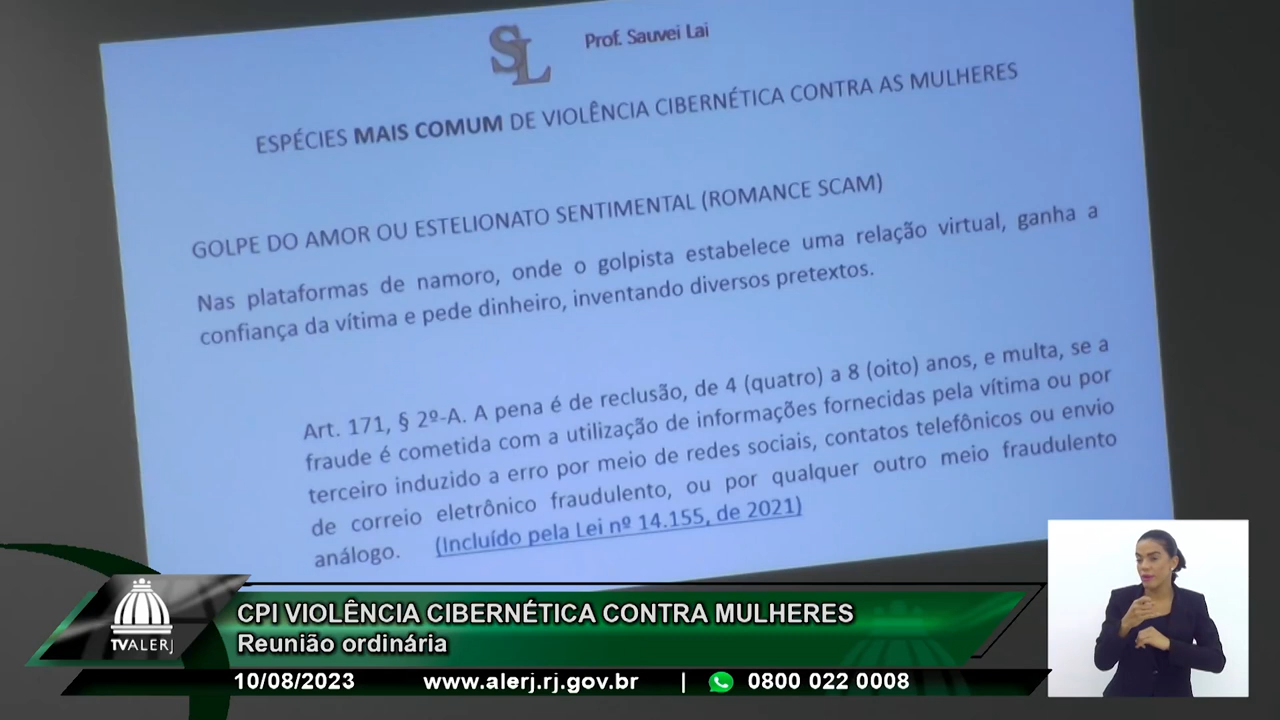 SL
Prof. Sauvei Lai
ESPÉCIES MAIS COMUM DE VIOLÊNCIA CIBERNÉTICA CONTRA AS MULHERES
GOLPE DO AMOR OU ESTELIONATO SENTIMENTAL (ROMANCE SCAM)
Nas plataformas de namoro, onde o golpista estabelece uma relação virtual, ganha a
confiança da vítima e pede dinheiro, inventando diversos pretextos.
Art. 171, § 2º-A. A pena é de reclusão, de 4 (quatro) a 8 (oito) anos, e multa, se a
fraude é cometida com a utilização de informações fornecidas pela vítima ou por
terceiro induzido a erro por meio de redes sociais, contatos telefônicos ou envio
de correio eletrônico fraudulento, ou por qualquer outro meio fraudulento
análogo. (Incluído pela Lei nº 14.155, de 2021)
TVALERJ
CPI VIOLÊNCIA CIBERNÉTICA CONTRA MULHERES
Reunião ordinária
10/08/2023 www.alerj.rj.gov.br | 0800 022 0008